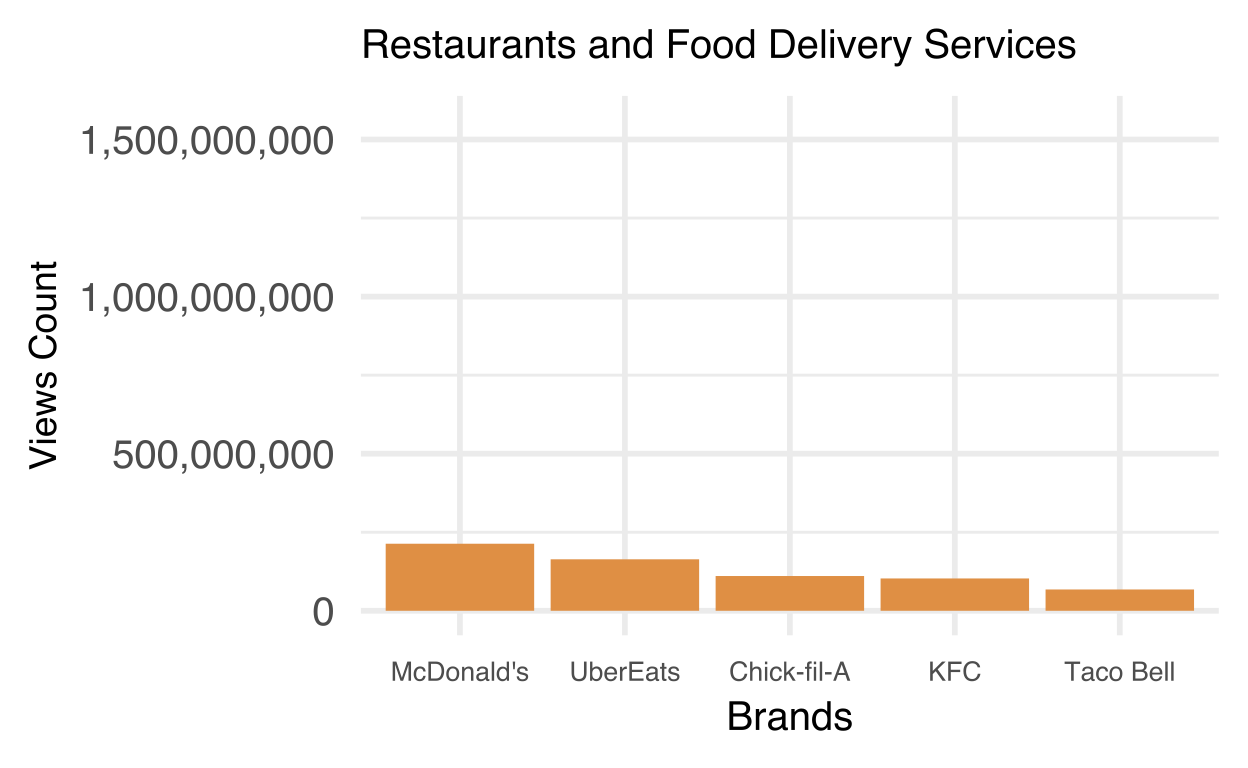 Restaurants and Food Delivery Services
1,500,000,000
1,000,000,000
500,000,000
0
Views Count
McDonald's UberEats Chick-fil-A KFC Taco Bell
Brands